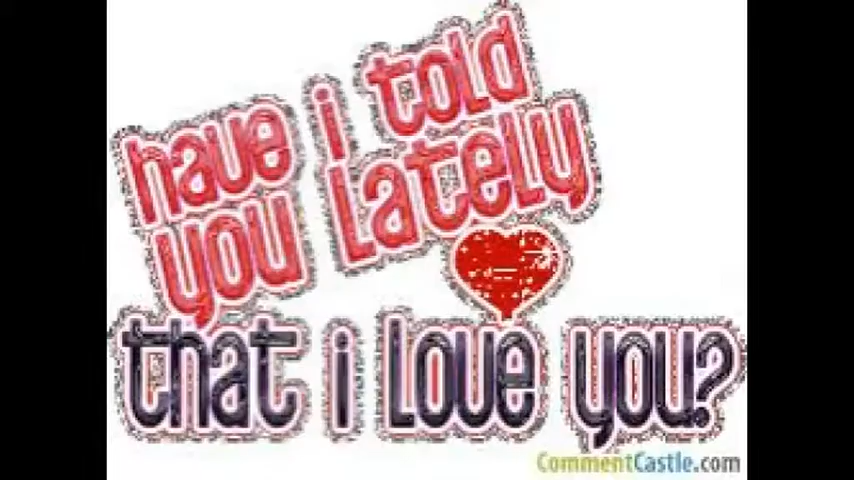 have i told
you lately
that i love you?
CommentCastle.com